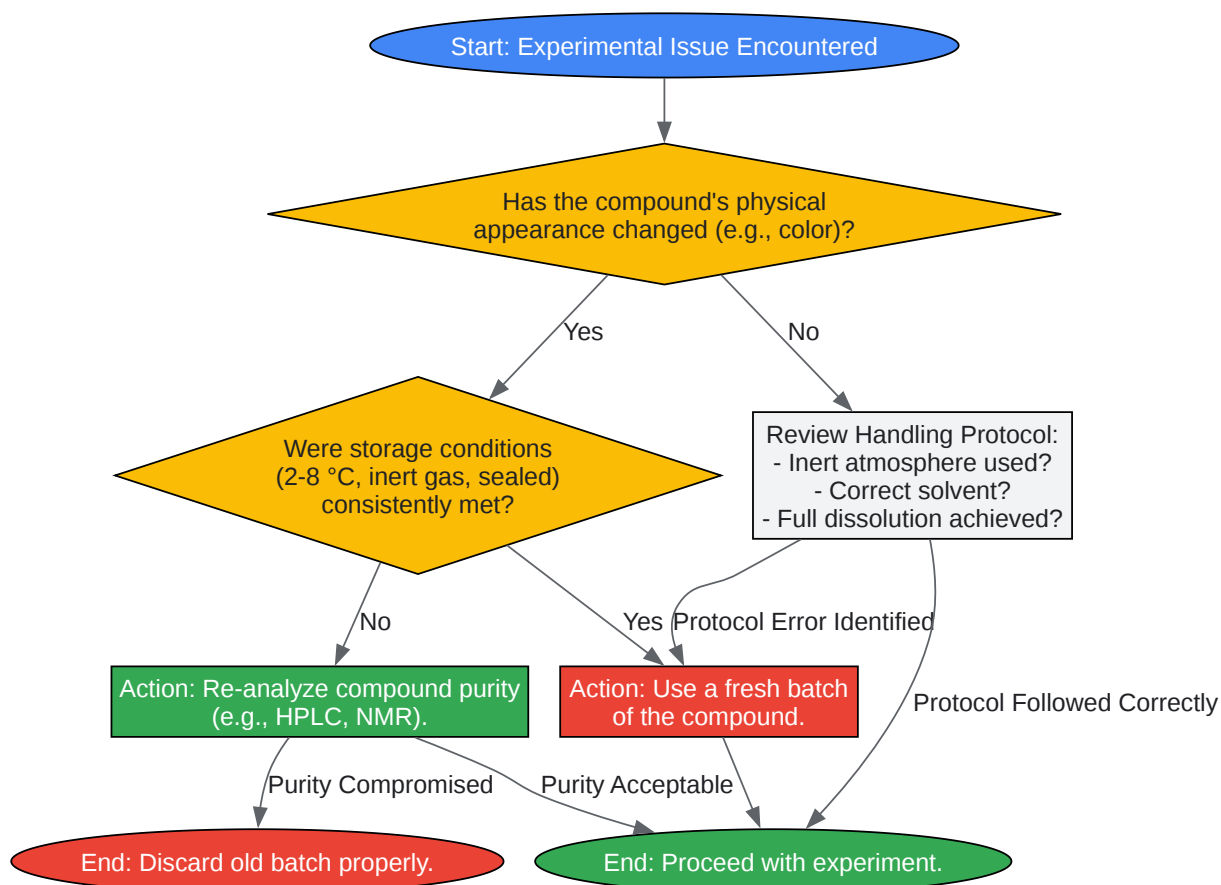 Start: Experimental Issue Encountered
Has the compound's physical
appearance changed (e.g., color)?
Yes
No
Were storage conditions
(2-8 °C, inert gas, sealed)
consistently met?
Review Handling Protocol:
- Inert atmosphere used?
- Correct solvent?
- Full dissolution achieved?
No
Yes
Protocol Error Identified
Action: Re-analyze compound purity
(e.g., HPLC, NMR).
Action: Use a fresh batch
of the compound.
Protocol Followed Correctly
Purity Compromised
Purity Acceptable
End: Discard old batch properly.
End: Proceed with experiment.